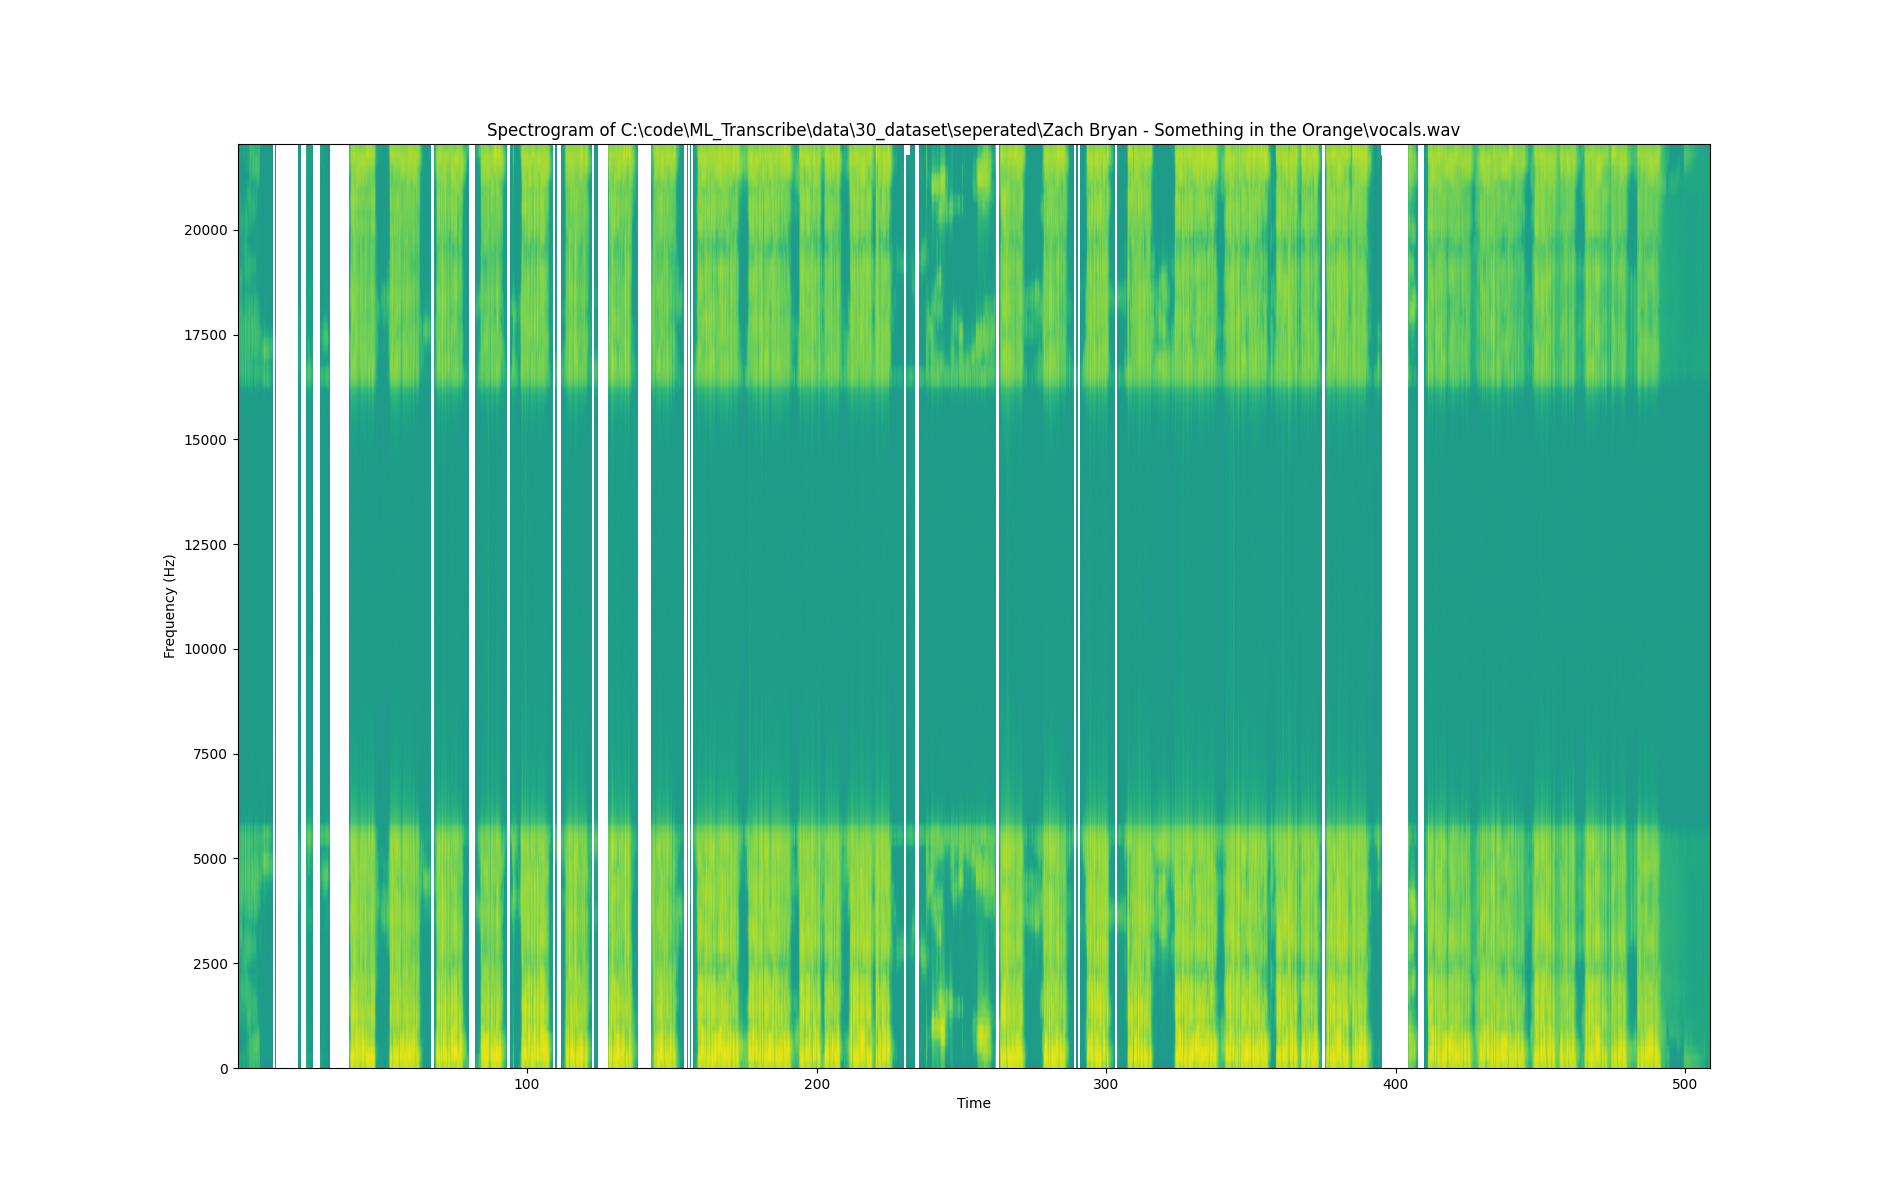 Spectrogram of C:\code\ML_Transcribe\data\30_dataset\seperated\Zach Bryan - Something in the Orange\vocals.wav
20000
17500
15000
12500
10000
7500
5000
2500
0
Frequency (Hz)
100 200 300 400 500
Time